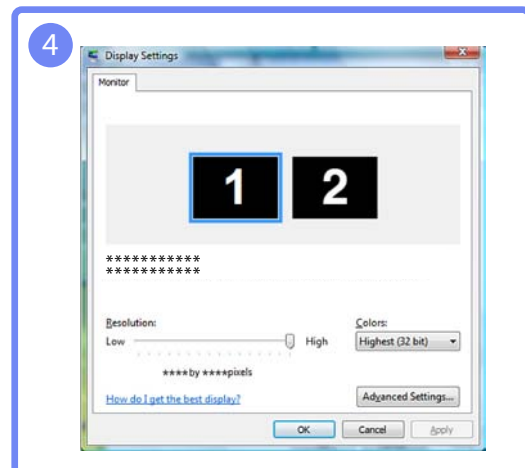 4
Display Settings
Monitor
1 2
***********
***********
Resolution: Colors:
Low High Highest (32 bit)
**** by **** pixels
How do I get the best display? Advanced Settings...
OK Cancel Apply